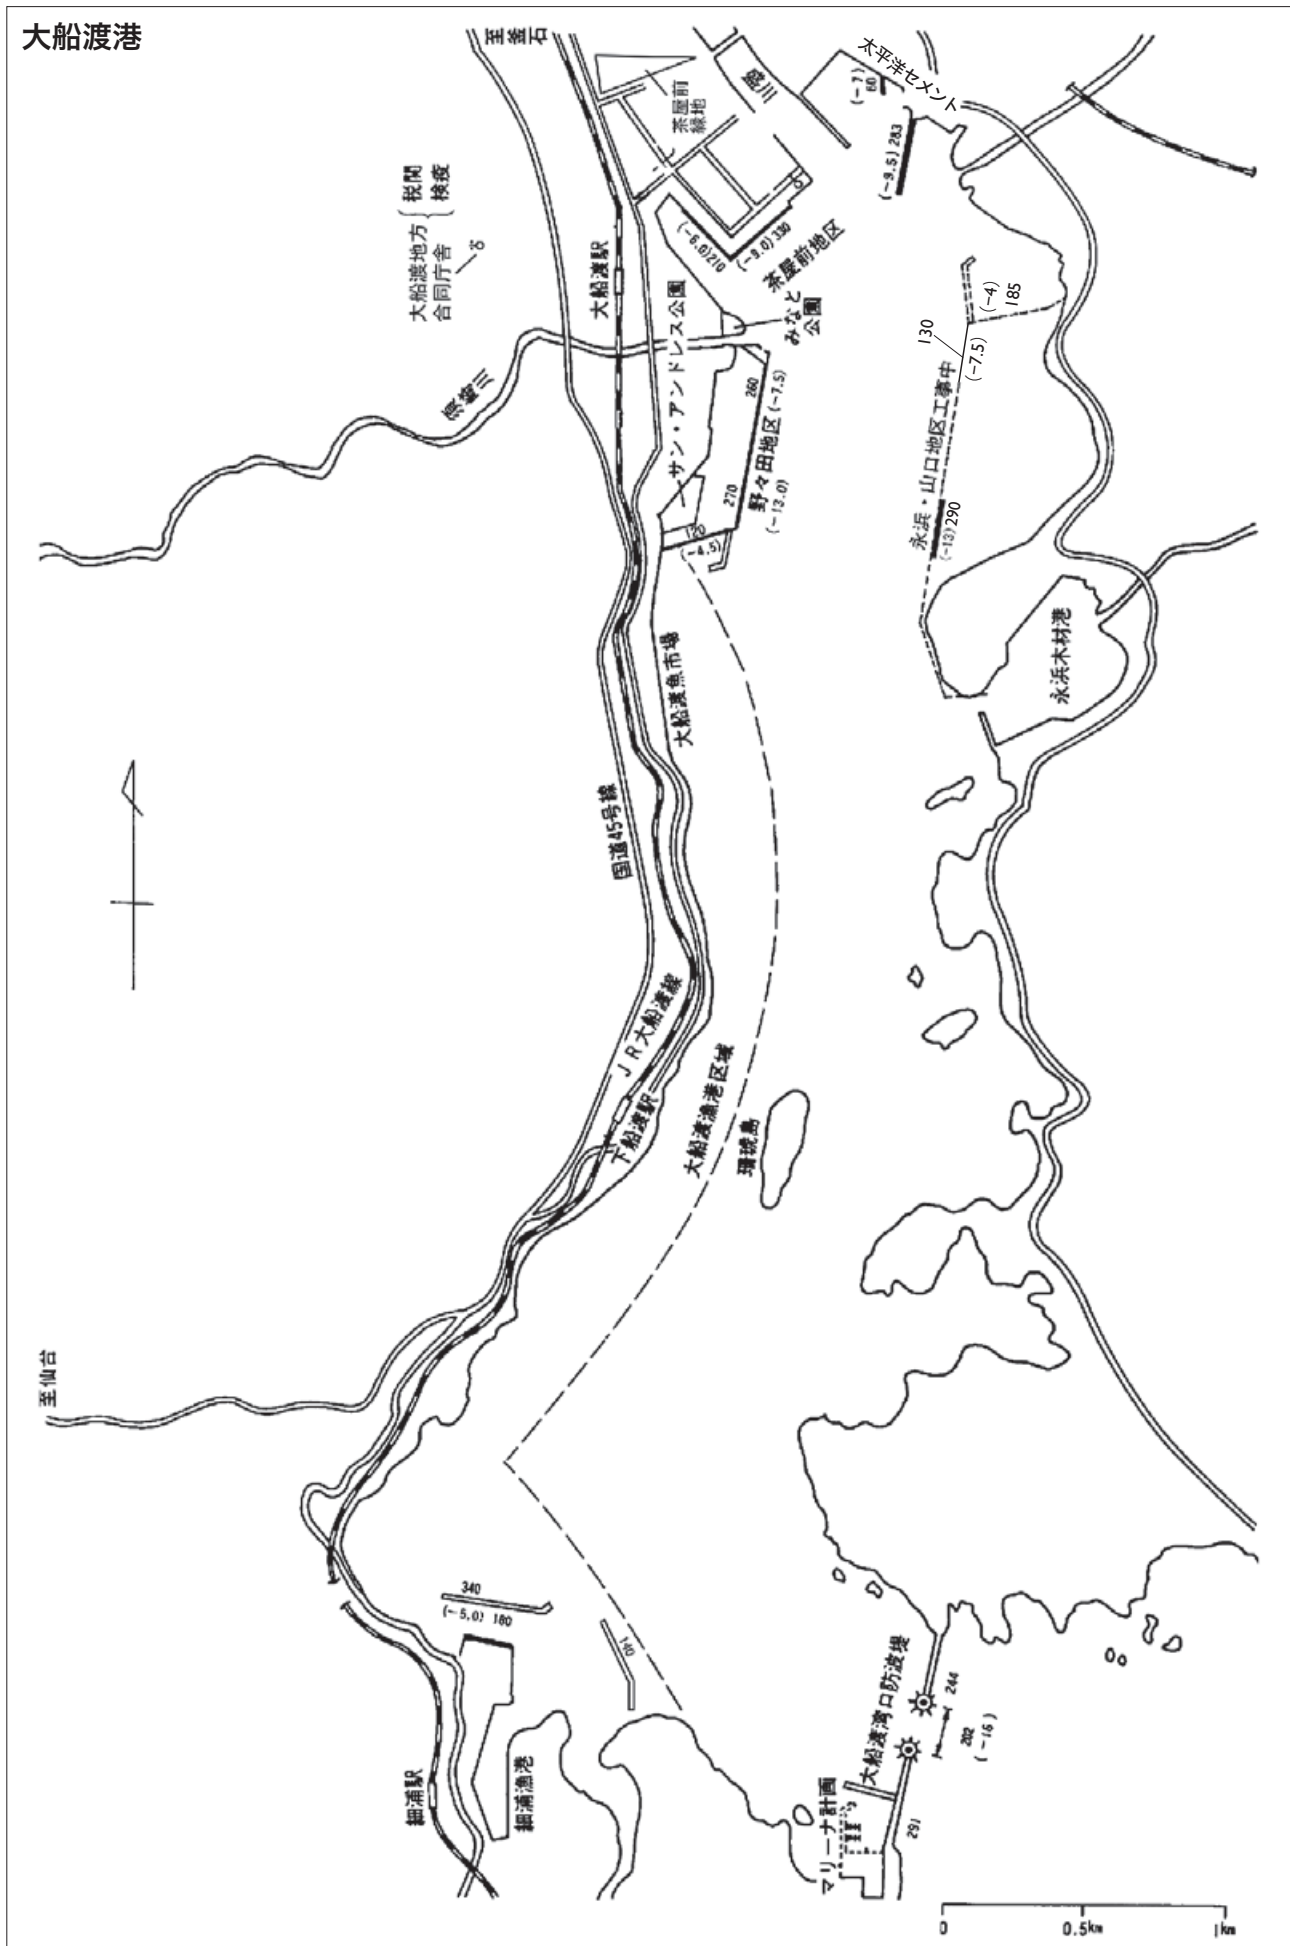 大船渡港
至釜石
茶屋前
緑地
盛川
太平洋セメント
(-7)
60
(-9.5) 283
大船渡地方
合同庁舎
税関
検疫
大船渡駅
(-6.0) 210
(-9.0) 330
茶屋前地区
みなと
公園
サン・アンドレス公園
須崎川
260
野々田地区 (-7.5)
270
(-13.0)
120
(-4.5)
130
(-7.5)
(-4)
185
永浜・山口地区工事中
(-13) 290
永浜木材港
大船渡魚市場
国道45号線
JR大船渡線
下船渡駅
大船渡漁港区域
珊琥島
至仙台
340
(-5.0) 180
140
細浦駅
細浦漁港
大船渡湾口防波堤
244
202
(-16)
291
マリーナ計画
0
0.5km
1km